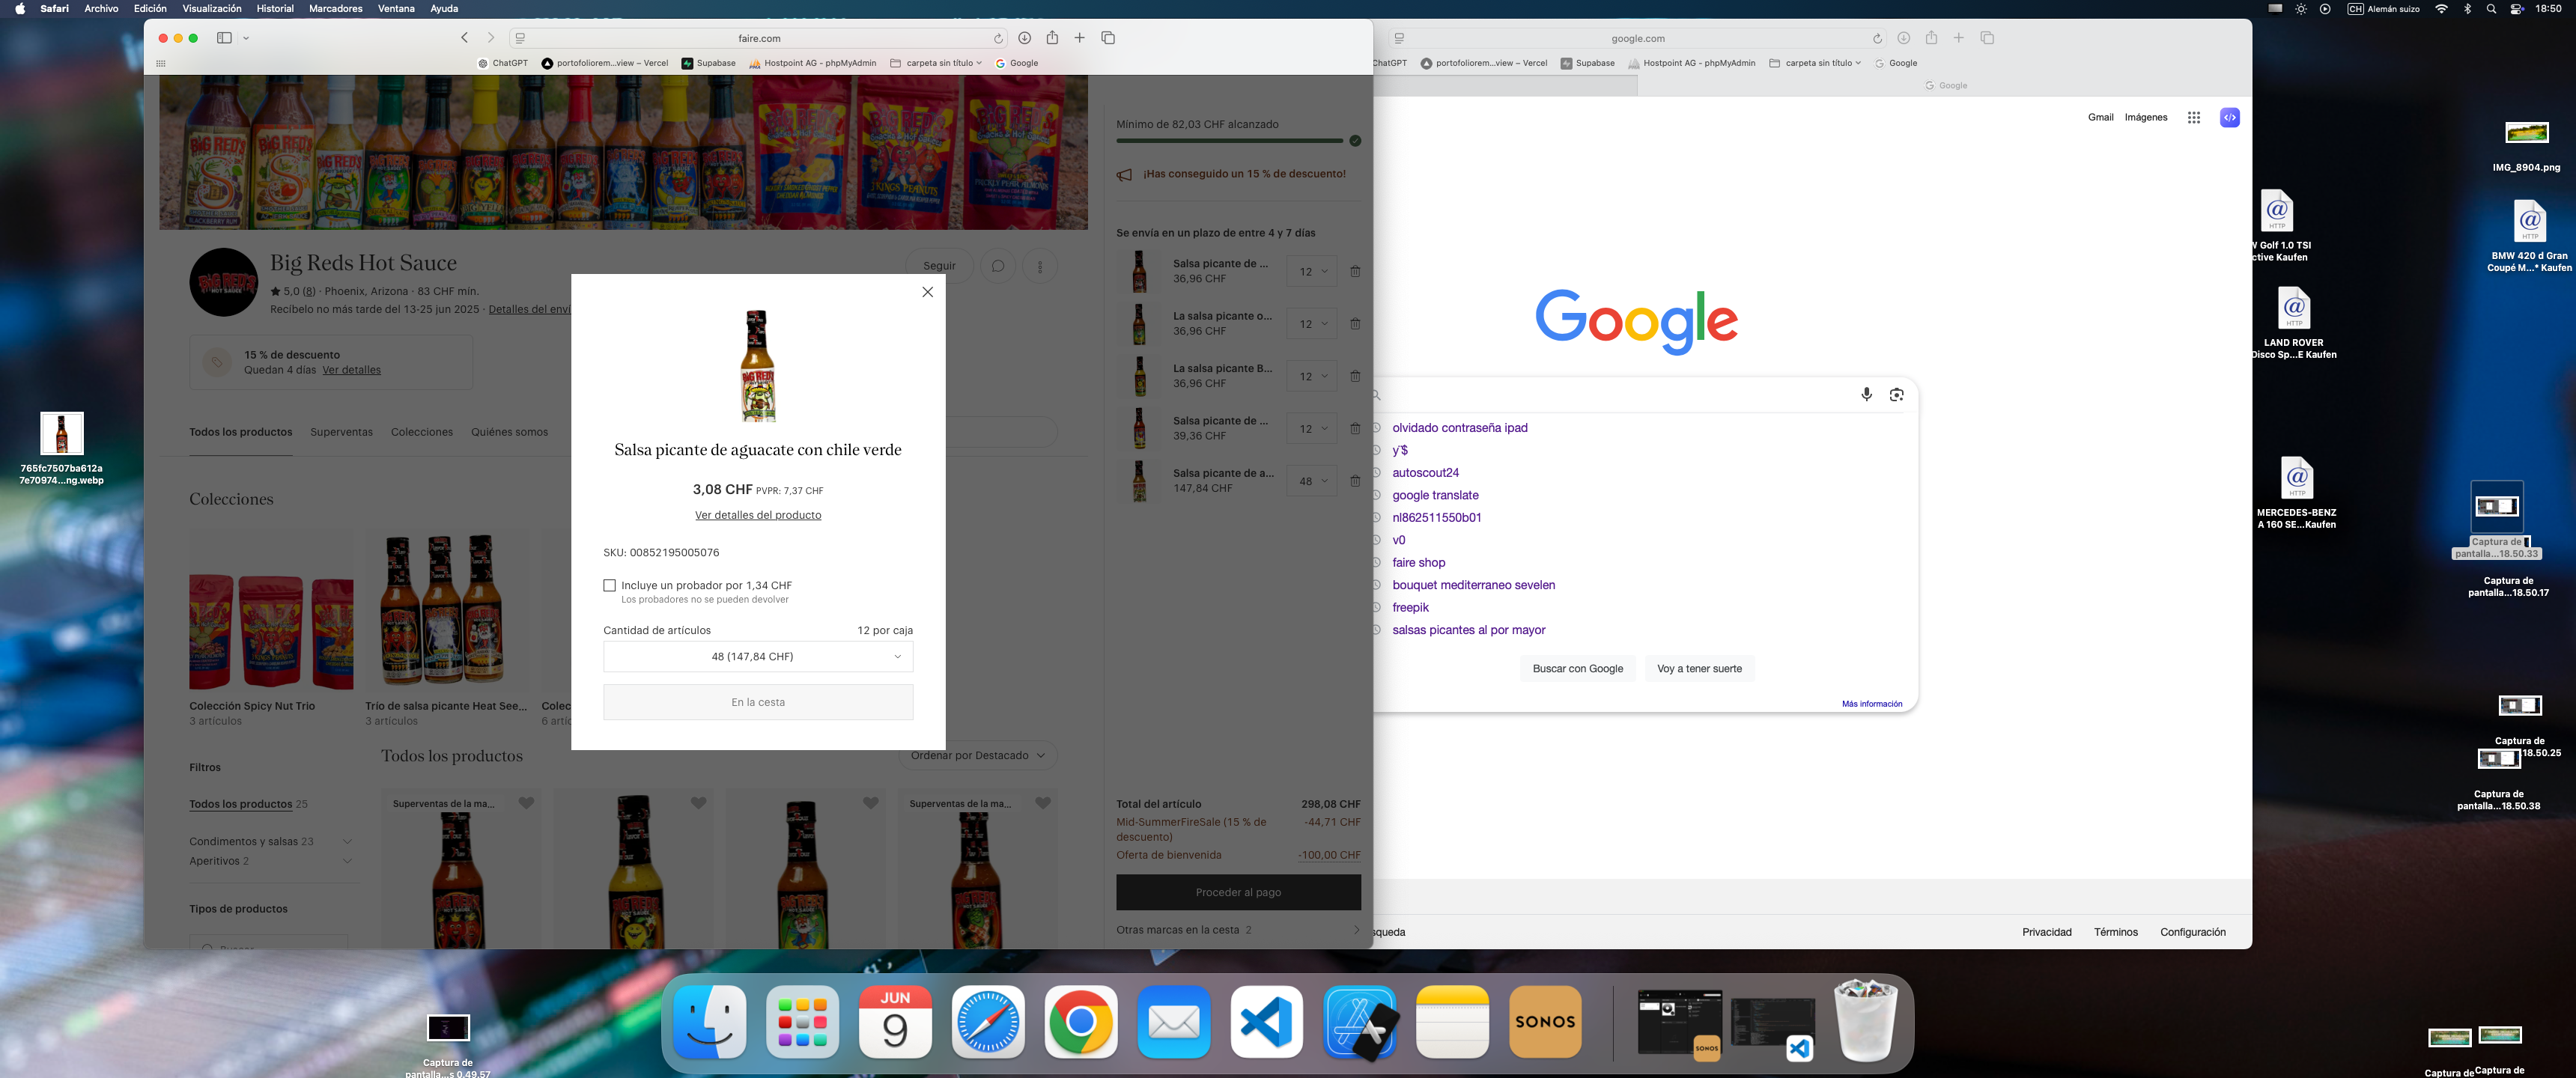 Safari Archivo Edición Visualización Historial Marcadores Ventana Ayuda
CH Alemán suizo 18:50
faire.com
ChatGPT portofoliorem...view – Vercel Supabase Hostpoint AG - phpMyAdmin carpeta sin título Google
google.com
ChatGPT portofoliorem...view – Vercel Supabase Hostpoint AG - phpMyAdmin carpeta sin título Google
Google
Big Reds Hot Sauce
5,0 (8) · Phoenix, Arizona · 83 CHF mín.
Recíbelo no más tarde del 13-25 jun 2025 · Detalles del enví
Seguir
15 % de descuento
Quedan 4 días Ver detalles
Todos los productos Superventas Colecciones Quiénes somos
Colecciones
Colección Spicy Nut Trio
3 artículos
Trío de salsa picante Heat See...
3 artículos
Colec
6 artíc
Filtros
Todos los productos 25
Condimentos y salsas 23
Aperitivos 2
Tipos de productos
Todos los productos
Ordenar por Destacado
Superventas de la ma...
Superventas de la ma...
Salsa picante de aguacate con chile verde
3,08 CHF PVPR: 7,37 CHF
Ver detalles del producto
SKU: 00852195005076
Incluye un probador por 1,34 CHF
Los probadores no se pueden devolver
Cantidad de artículos 12 por caja
48 (147,84 CHF)
En la cesta
Mínimo de 82,03 CHF alcanzado
¡Has conseguido un 15 % de descuento!
Se envía en un plazo de entre 4 y 7 días
Salsa picante de ...
36,96 CHF
12
La salsa picante o...
36,96 CHF
12
La salsa picante B...
36,96 CHF
12
Salsa picante de ...
39,36 CHF
12
Salsa picante de a...
147,84 CHF
48
Total del artículo 298,08 CHF
Mid-SummerFireSale (15 % de descuento) -44,71 CHF
Oferta de bienvenida -100,00 CHF
Proceder al pago
Otras marcas en la cesta 2
Gmail Imágenes
Google
olvidado contraseña ipad
y'$
autoscout24
google translate
nl862511550b01
v0
faire shop
bouquet mediterraneo sevelen
freepik
salsas picantes al por mayor
Buscar con Google Voy a tener suerte
Más información
squeda
Privacidad Términos Configuración
765fc7507ba612a
7e70974...ng.webp
IMG_8904.png
W Golf 1.0 TSI
ctive Kaufen
BMW 420 d Gran
Coupé M...* Kaufen
LAND ROVER
Disco Sp...E Kaufen
MERCEDES-BENZ
A 160 SE...Kaufen
Captura de
pantalla...18.50.33
Captura de
pantalla...18.50.17
Captura de
18.50.25
Captura de
pantalla...18.50.38
Captura de
pantalla...s 0.49.57
Captura de
Captura de
JUN
9
SONOS
SONOS